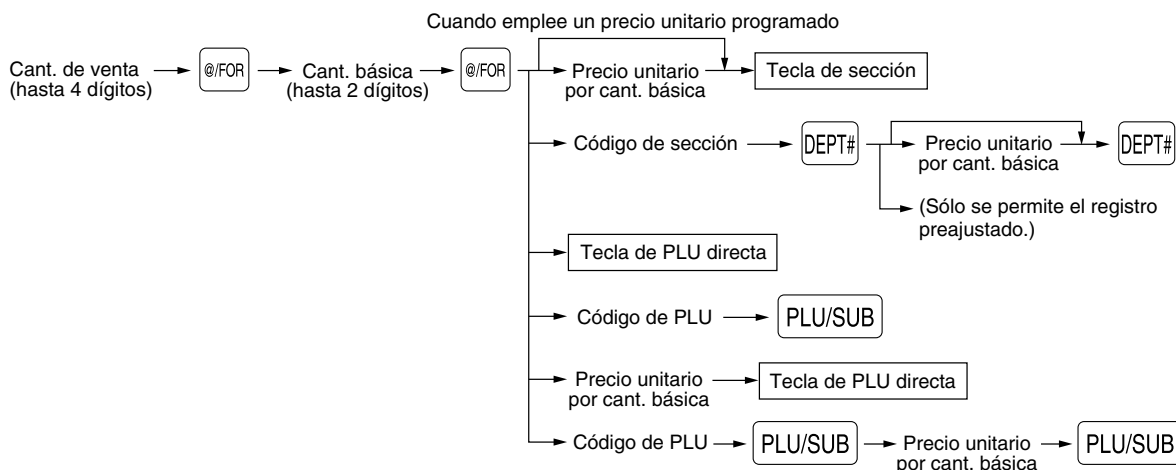 Cuando emplee un precio unitario programado
Cant. de venta
(hasta 4 dígitos)
@/FOR
Cant. básica
(hasta 2 dígitos)
@/FOR
Precio unitario
por cant. básica
Tecla de sección
Código de sección
DEPT#
Precio unitario
por cant. básica
DEPT#
(Sólo se permite el registro
preajustado.)
Tecla de PLU directa
Código de PLU
PLU/SUB
Precio unitario
por cant. básica
Tecla de PLU directa
Código de PLU
PLU/SUB
Precio unitario
por cant. básica
PLU/SUB